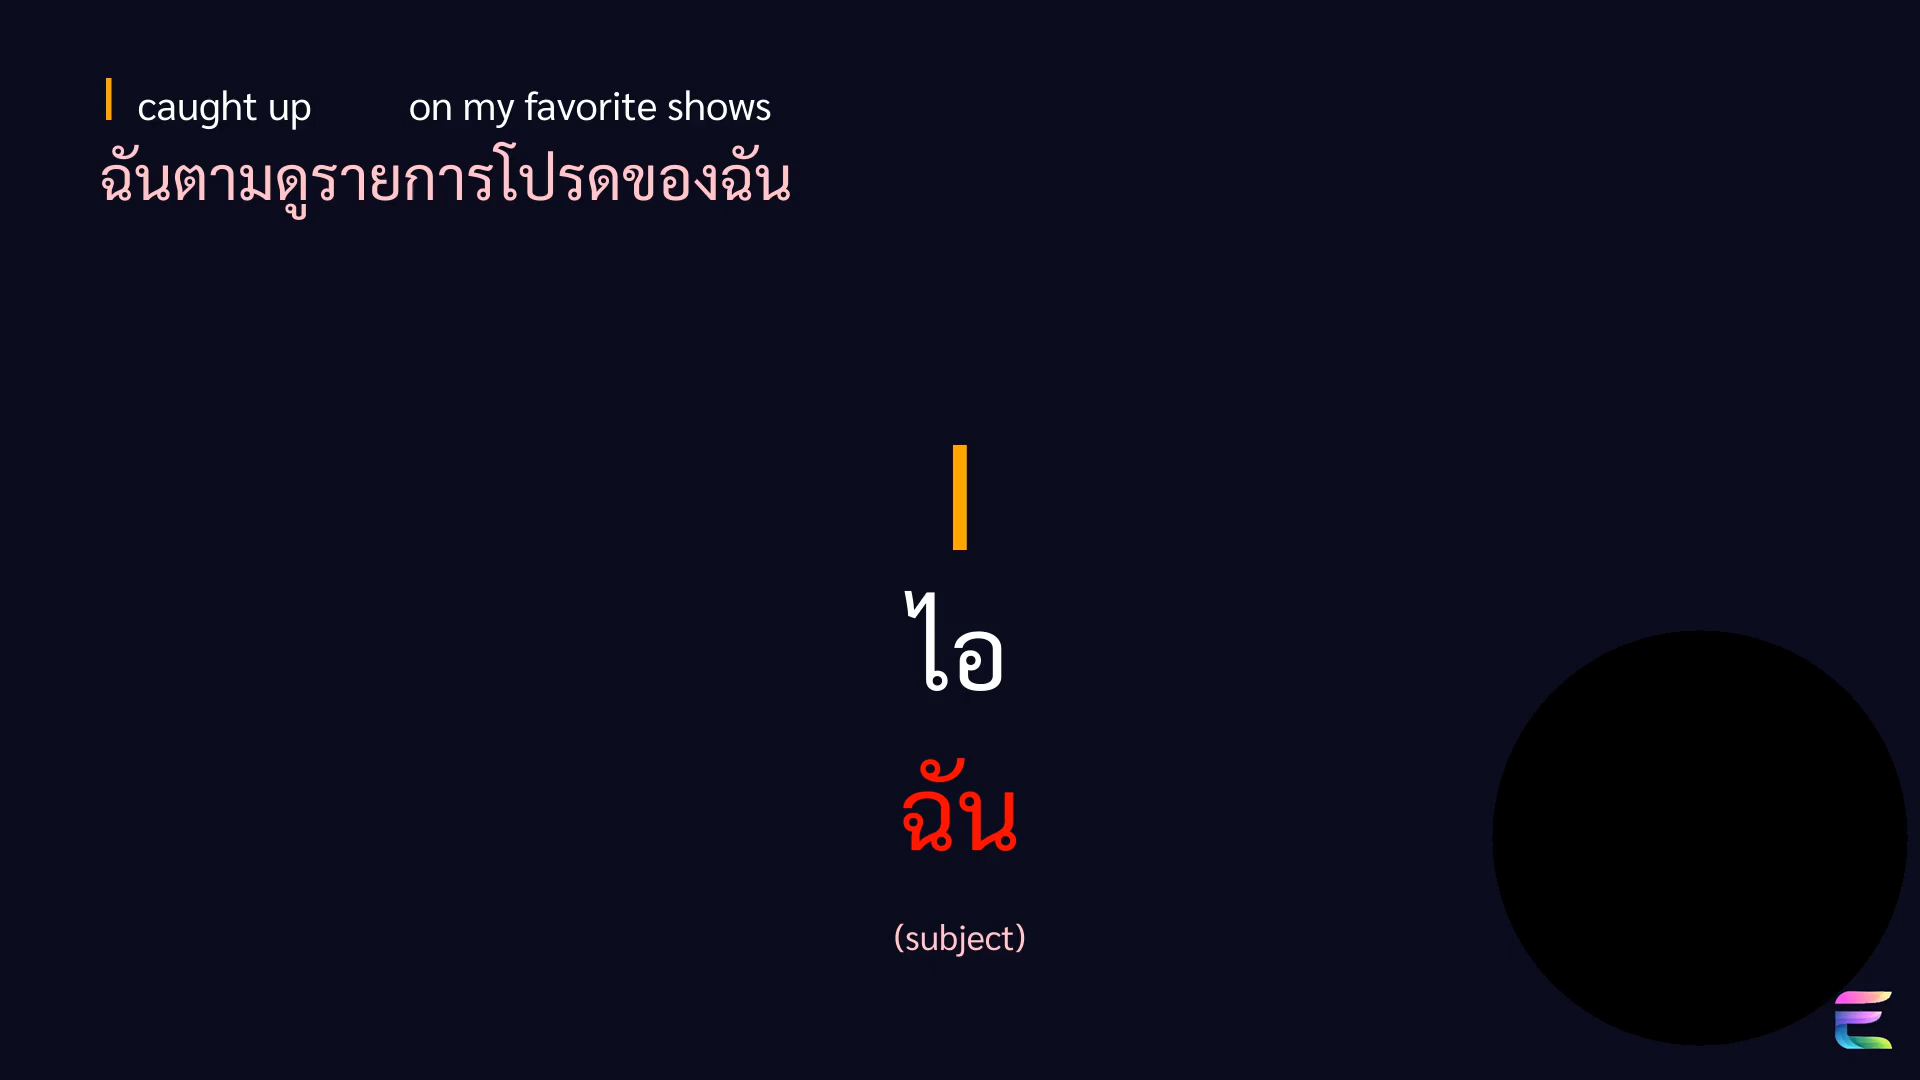 I caught up on my favorite shows
ฉันตามดูรายการโปรดของฉัน
I
ไอ
ฉัน
(subject)